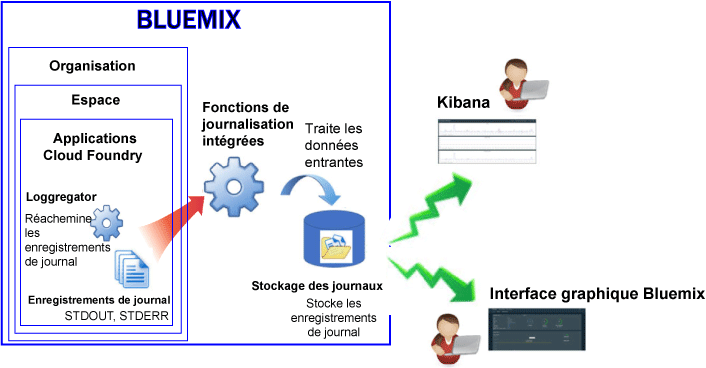 BLUEMIX
Organisation
Espace
Applications
Cloud Foundry
Loggregator
Réachemine
les
enregistrements
de journal
Enregistrements de journal
STDOUT, STDERR
Fonctions de
journalisation
intégrées
Traite les
données
entrantes
Stockage des journaux
Stocke les
enregistrements
de journal
Kibana
Interface graphique Bluemix